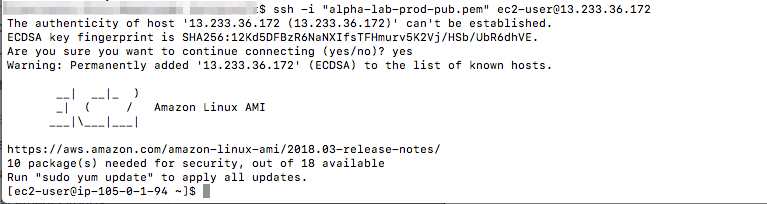 $ ssh -i "alpha-lab-prod-pub.pem" ec2-user@13.233.36.172
The authenticity of host '13.233.36.172 (13.233.36.172)' can't be established.
ECDSA key fingerprint is SHA256:12Kd5DFBzR6NaNXIfsTFHmurv5K2Vj/HSb/UbR6dhVE.
Are you sure you want to continue connecting (yes/no)? yes
Warning: Permanently added '13.233.36.172' (ECDSA) to the list of known hosts.
       __|  __|_  )
       _|  (     /   Amazon Linux AMI
      ___|\___|___|
https://aws.amazon.com/amazon-linux-ami/2018.03-release-notes/
10 package(s) needed for security, out of 18 available
Run "sudo yum update" to apply all updates.
[ec2-user@ip-105-0-1-94 ~]$